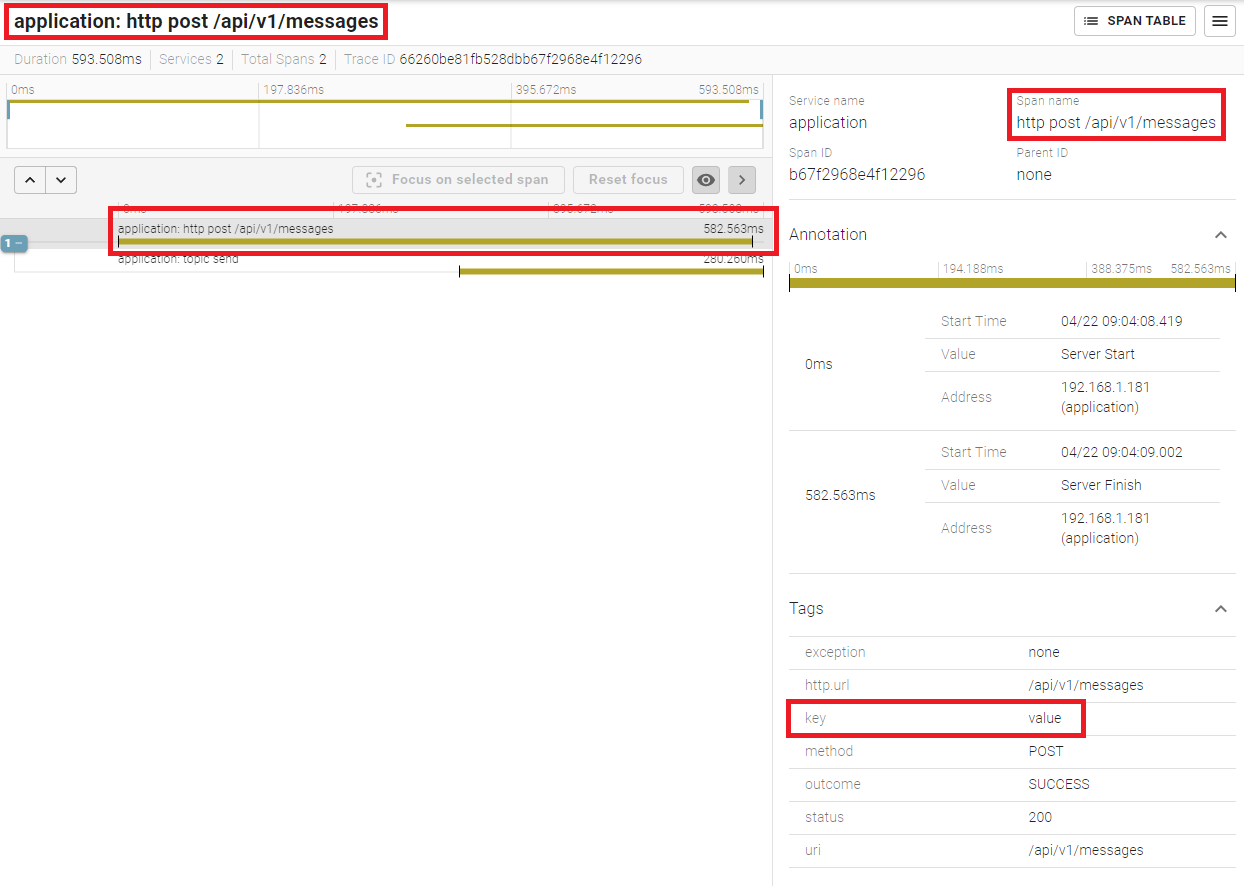 application: http post /api/v1/messages
SPAN TABLE
Duration 593.508ms Services 2 Total Spans 2 Trace ID 66260be81fb528dbb67f2968e4f12296
0ms 197.836ms 395.672ms 593.508ms
Focus on selected span Reset focus
0ms 197.836ms 395.672ms 593.508ms
1 −
application: http post /api/v1/messages 582.563ms
application: topic send 280.260ms
Service name Span name
application http post /api/v1/messages
Span ID Parent ID
b67f2968e4f12296 none
Annotation
0ms 194.188ms 388.375ms 582.563ms
0ms
Start Time 04/22 09:04:08.419
Value Server Start
Address 192.168.1.181
(application)
582.563ms
Start Time 04/22 09:04:09.002
Value Server Finish
Address 192.168.1.181
(application)
Tags
exception none
http.url /api/v1/messages
key value
method POST
outcome SUCCESS
status 200
uri /api/v1/messages